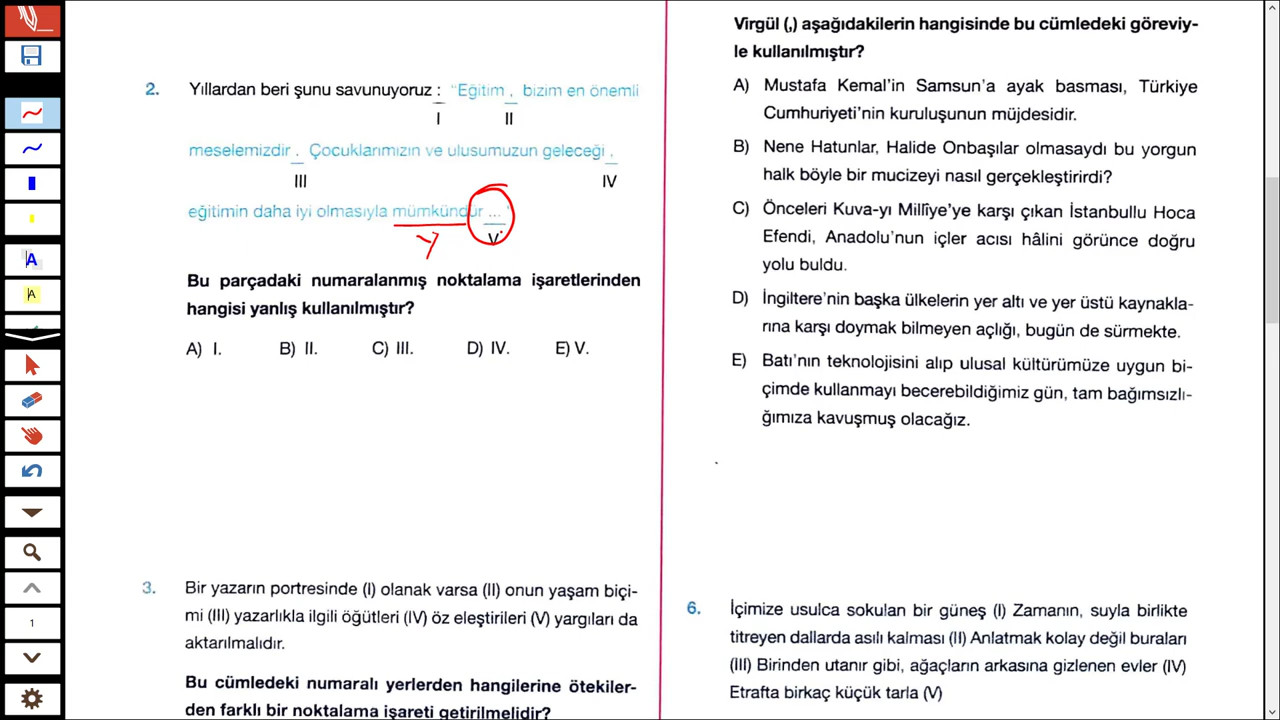 2. Yıllardan beri şunu savunuyoruz : “Eğitim , bizim en önemli
I II
meselemizdir . Çocuklarımızın ve ulusumuzun geleceği ,
III IV
eğitimin daha iyi olmasıyla mümkündür ... ”
Y V
Bu parçadaki numaralanmış noktalama işaretlerinden
hangisi yanlış kullanılmıştır?
A) I. B) II. C) III. D) IV. E) V.
3. Bir yazarın portresinde (I) olanak varsa (II) onun yaşam biçi-
mi (III) yazarlıkla ilgili öğütleri (IV) öz eleştirileri (V) yargıları da
aktarılmalıdır.
Bu cümledeki numaralı yerlerden hangilerine ötekiler-
den farklı bir noktalama işareti getirilmelidir?
Virgül (,) aşağıdakilerin hangisinde bu cümledeki göreviy-
le kullanılmıştır?
A) Mustafa Kemal’in Samsun’a ayak basması, Türkiye
Cumhuriyeti’nin kuruluşunun müjdesidir.
B) Nene Hatunlar, Halide Onbaşılar olmasaydı bu yorgun
halk böyle bir mucizeyi nasıl gerçekleştirirdi?
C) Önceleri Kuva-yı Millîye’ye karşı çıkan İstanbullu Hoca
Efendi, Anadolu’nun içler acısı hâlini görünce doğru
yolu buldu.
D) İngiltere’nin başka ülkelerin yer altı ve yer üstü kaynakla-
rına karşı doymak bilmeyen açlığı, bugün de sürmekte.
E) Batı’nın teknolojisini alıp ulusal kültürümüze uygun bi-
çimde kullanmayı becerebildiğimiz gün, tam bağımsızlı-
ğımıza kavuşmuş olacağız.
6. İçimize usulca sokulan bir güneş (I) Zamanın, suyla birlikte
titreyen dallarda asılı kalması (II) Anlatmak kolay değil buraları
(III) Birinden utanır gibi, ağaçların arkasına gizlenen evler (IV)
Etrafta birkaç küçük tarla (V)
A
A
1